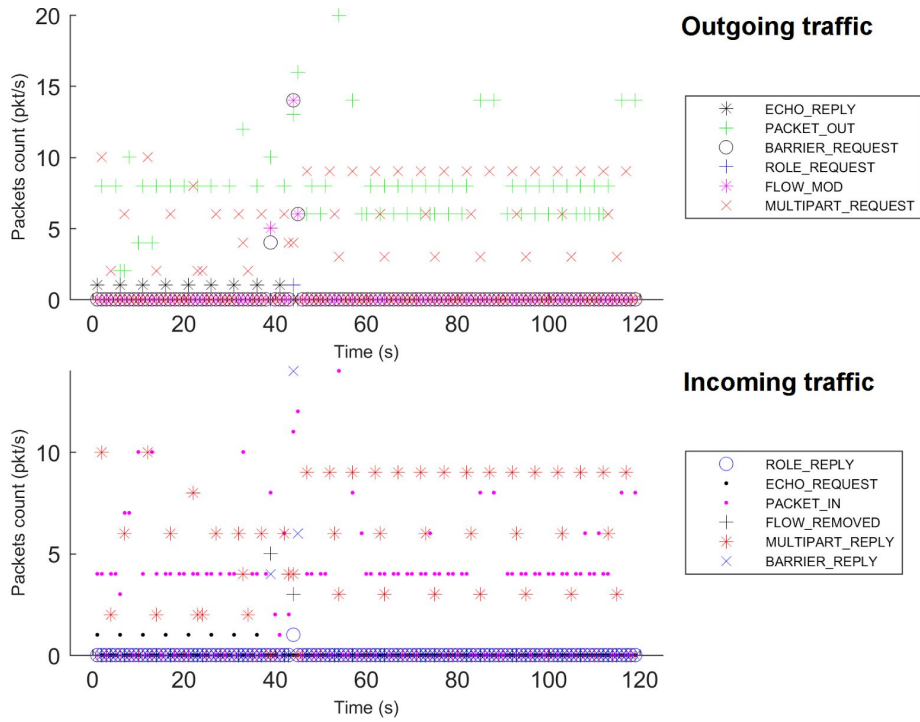 Outgoing traffic
Packets count (pkt/s)
20
15
10
5
0
0 20 40 60 80 100 120
Time (s)
ECHO_REPLY
PACKET_OUT
BARRIER_REQUEST
ROLE_REQUEST
FLOW_MOD
MULTIPART_REQUEST
Incoming traffic
Packets count (pkt/s)
10
5
0
0 20 40 60 80 100 120
Time (s)
ROLE_REPLY
ECHO_REQUEST
PACKET_IN
FLOW_REMOVED
MULTIPART_REPLY
BARRIER_REPLY